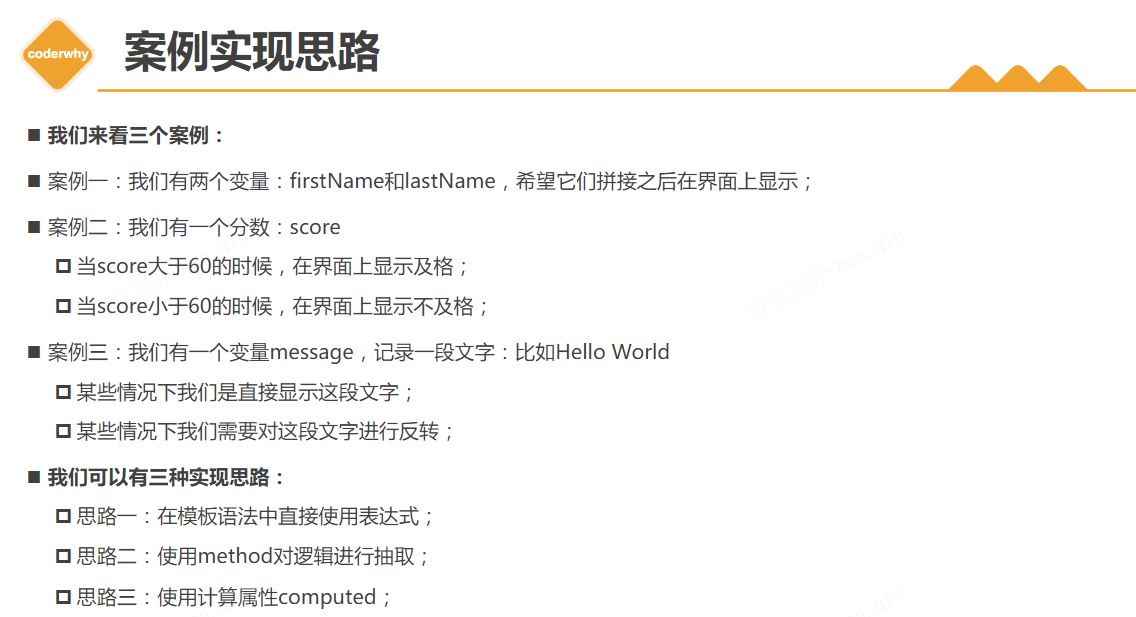 coderwhy
案例实现思路
我们来看三个案例：
案例一：我们有两个变量：firstName和lastName，希望它们拼接之后在界面上显示；
案例二：我们有一个分数：score
当score大于60的时候，在界面上显示及格；
当score小于60的时候，在界面上显示不及格；
案例三：我们有一个变量message，记录一段文字：比如Hello World
某些情况下我们是直接显示这段文字；
某些情况下我们需要对这段文字进行反转；
我们可以有三种实现思路：
思路一：在模板语法中直接使用表达式；
思路二：使用method对逻辑进行抽取；
思路三：使用计算属性computed；